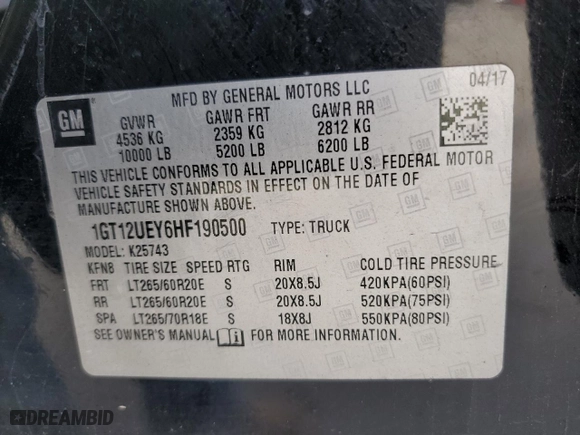 MFD BY GENERAL MOTORS LLC
04/17
GM
GVWR GAWR FRT GAWR RR
4536 KG 2359 KG 2812 KG
10000 LB 5200 LB 6200 LB
THIS VEHICLE CONFORMS TO ALL APPLICABLE U.S. FEDERAL MOTOR
VEHICLE SAFETY STANDARDS IN EFFECT ON THE DATE OF
MANUFACTURE SHOWN ABOVE.
1GT12UEY6HF190500 TYPE: TRUCK
MODEL: K25743
KFN8 TIRE SIZE SPEED RTG RIM COLD TIRE PRESSURE
FRT LT265/60R20E S 20X8.5J 420KPA(60PSI)
RR LT265/60R20E S 20X8.5J 520KPA(75PSI)
SPA LT265/70R18E S 18X8J 550KPA(80PSI)
SEE OWNER'S MANUAL FOR MORE INFORMATION.
DREAMBID